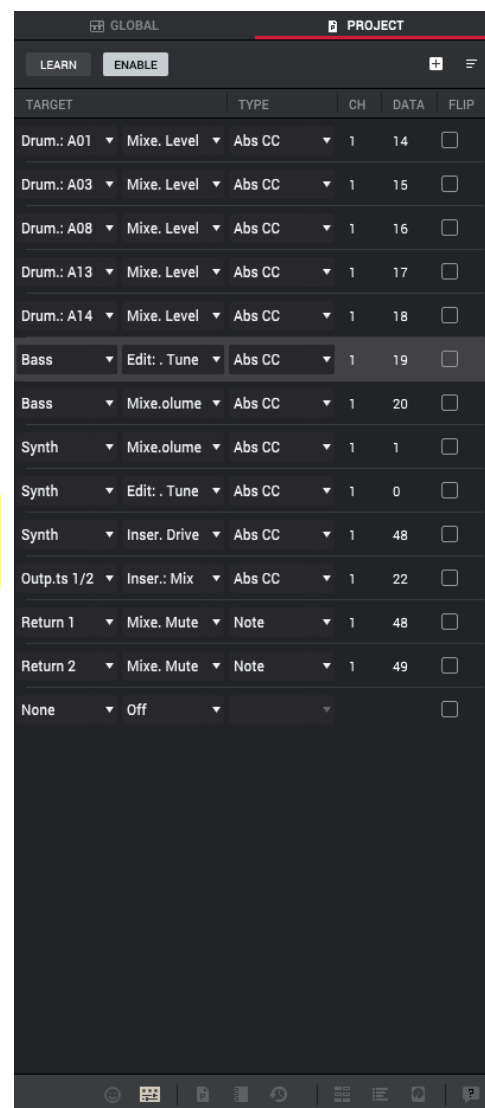 GLOBAL PROJECT
LEARN ENABLE
TARGET TYPE CH DATA FLIP
Drum.: A01 Mixe. Level Abs CC 1 14
Drum.: A03 Mixe. Level Abs CC 1 15
Drum.: A08 Mixe. Level Abs CC 1 16
Drum.: A13 Mixe. Level Abs CC 1 17
Drum.: A14 Mixe. Level Abs CC 1 18
Bass Edit: . Tune Abs CC 1 19
Bass Mixe.olume Abs CC 1 20
Synth Mixe.olume Abs CC 1 1
Synth Edit: . Tune Abs CC 1 0
Synth Inser. Drive Abs CC 1 48
Outp.ts 1/2 Inser.: Mix Abs CC 1 22
Return 1 Mixe. Mute Note 1 48
Return 2 Mixe. Mute Note 1 49
None Off